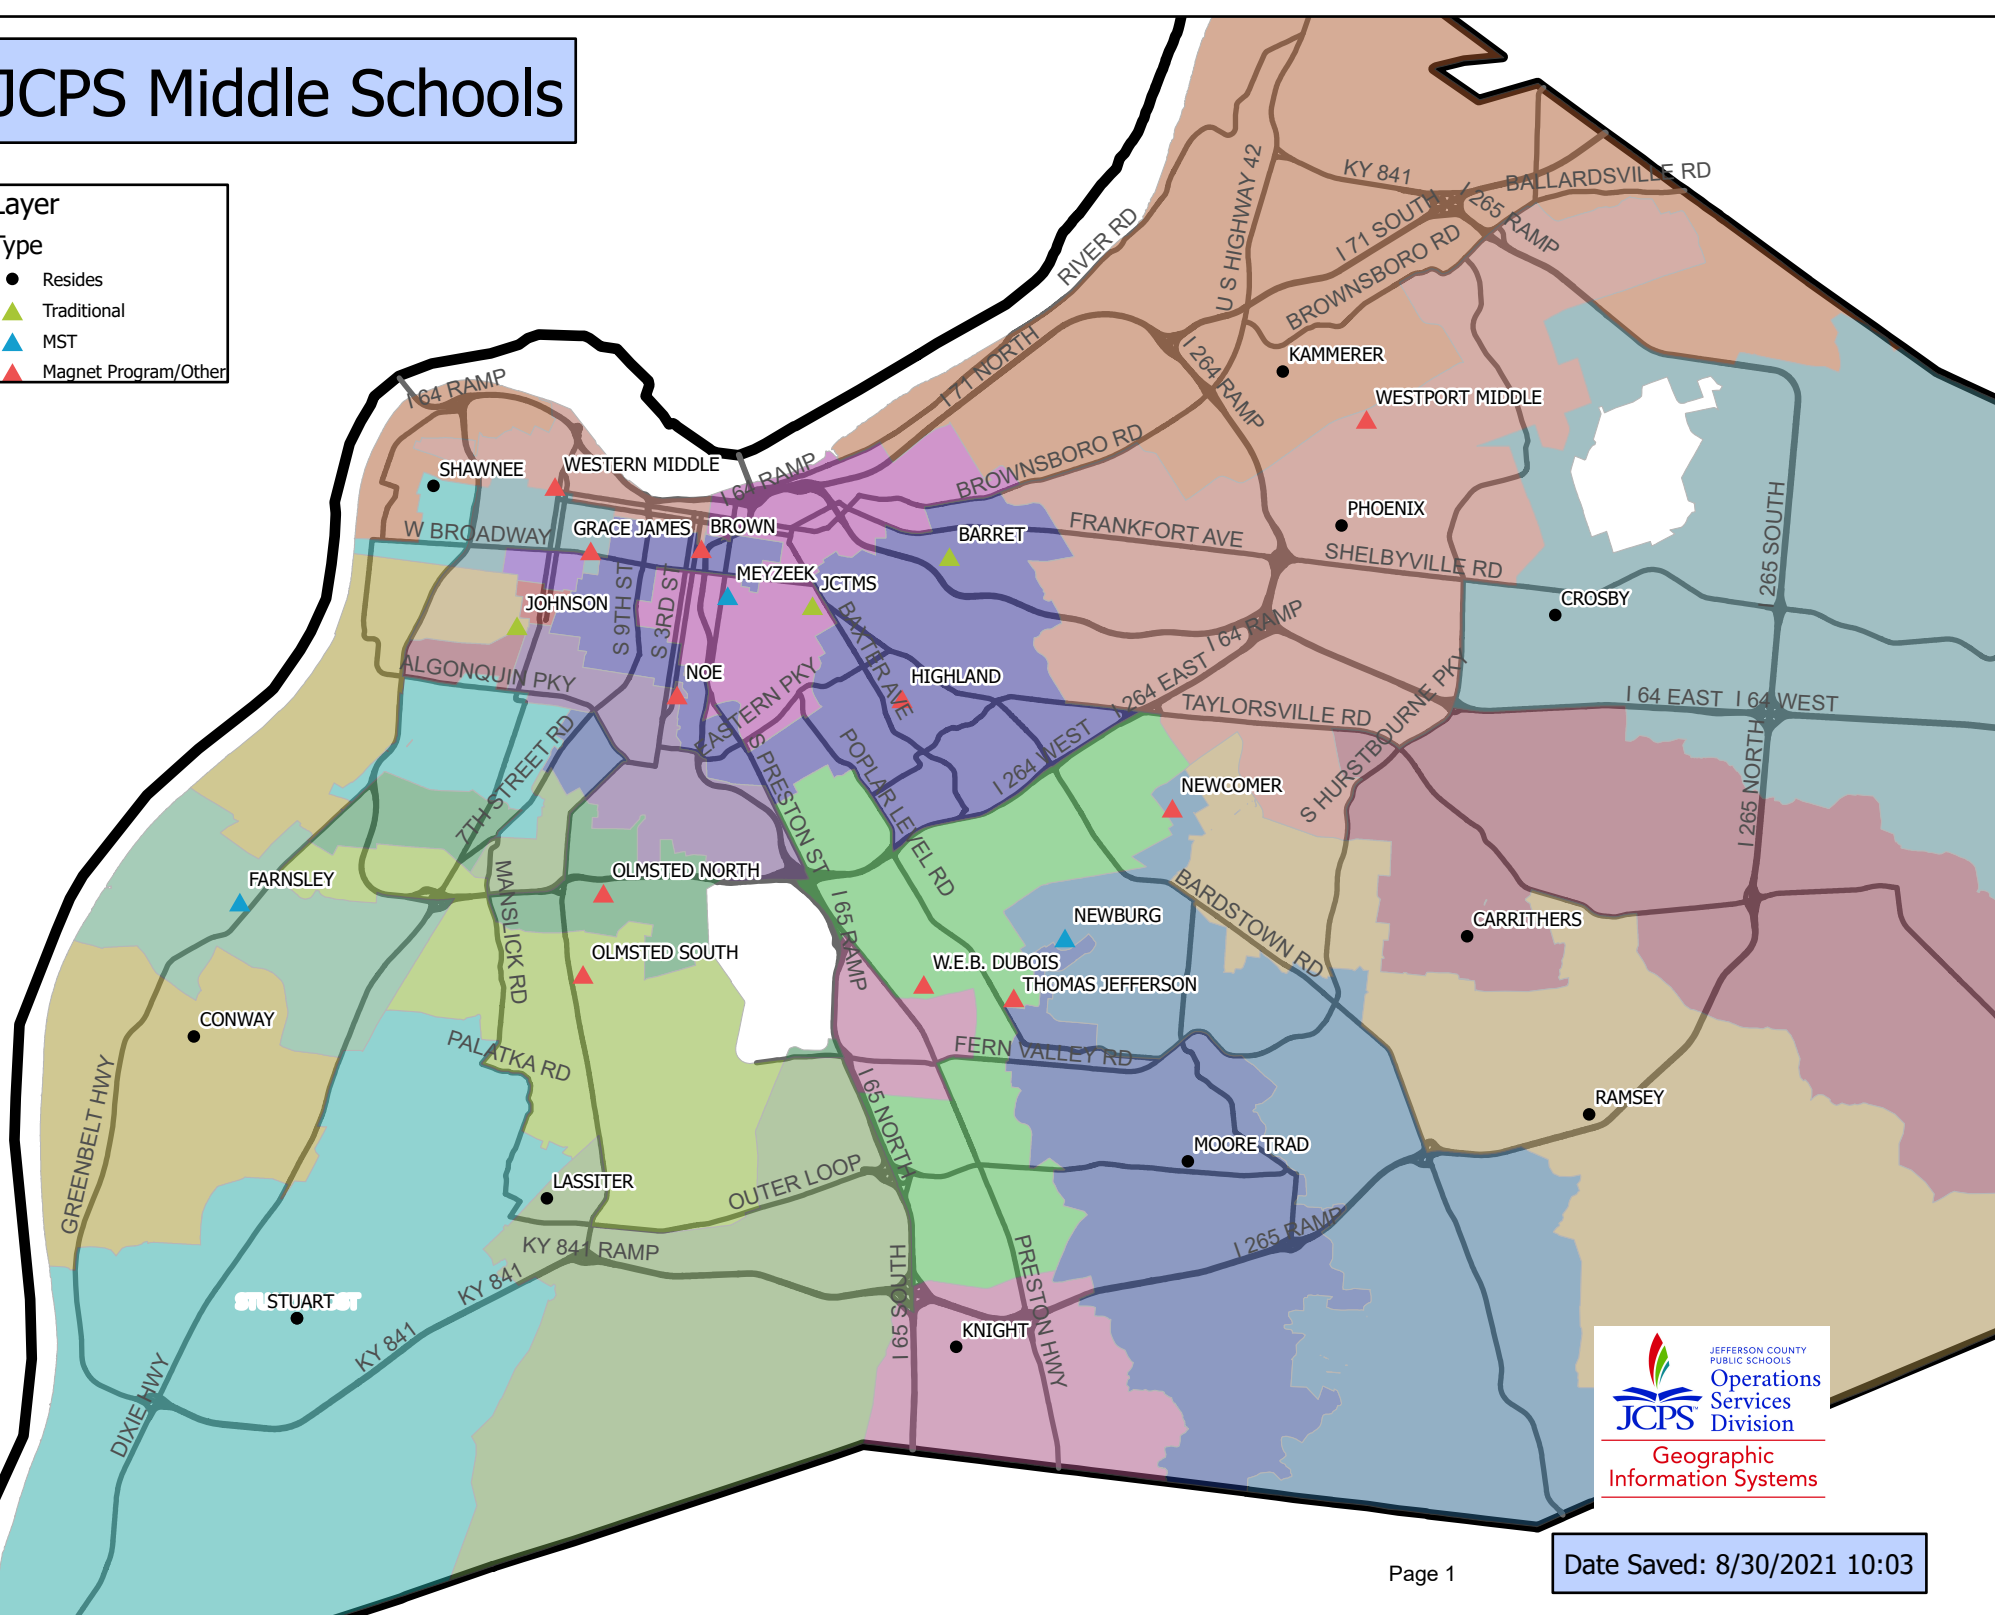 JCPS Middle Schools
Layer
Type
Resides
Traditional
MST
Magnet Program/Other
KY 841
BALLARDSVILLE RD
I 265 RAMP
I 71 SOUTH
BROWNSBORO RD
U S HIGHWAY 42
RIVER RD
I 71 NORTH
I 264 RAMP
KAMMERER
WESTPORT MIDDLE
I 64 RAMP
SHAWNEE
WESTERN MIDDLE
I 64 RAMP
BROWNSBORO RD
W BROADWAY
GRACE JAMES
BROWN
BARRET
FRANKFORT AVE
PHOENIX
SHELBYVILLE RD
I 265 SOUTH
MEYZEEK
JCTMS
JOHNSON
S 9TH ST
S 3RD ST
BAXTER AVE
CROSBY
I 64 RAMP
ALGONQUIN PKY
NOE
EASTERN PKY
HIGHLAND
I 264 EAST
TAYLORSVILLE RD
S HURSTBOURNE PKY
I 64 EAST
I 64 WEST
7TH STREET RD
S PRESTON ST
POPLAR LEVEL RD
I 264 WEST
NEWCOMER
I 265 NORTH
FARNSLEY
MANSLICK RD
OLMSTED NORTH
I 65 RAMP
NEWBURG
BARDSTOWN RD
CARRITHERS
OLMSTED SOUTH
W.E.B. DUBOIS
THOMAS JEFFERSON
CONWAY
PALATKA RD
FERN VALLEY RD
I 65 NORTH
RAMSEY
GREENBELT HWY
MOORE TRAD
LASSITER
OUTER LOOP
KY 841 RAMP
I 265 RAMP
KY 841
STUART
I 65 SOUTH
PRESTON HWY
KNIGHT
KY 841
DIXIE HWY
JEFFERSON COUNTY
PUBLIC SCHOOLS
Operations
Services
Division
JCPS
Geographic
Information Systems
Page 1
Date Saved: 8/30/2021 10:03